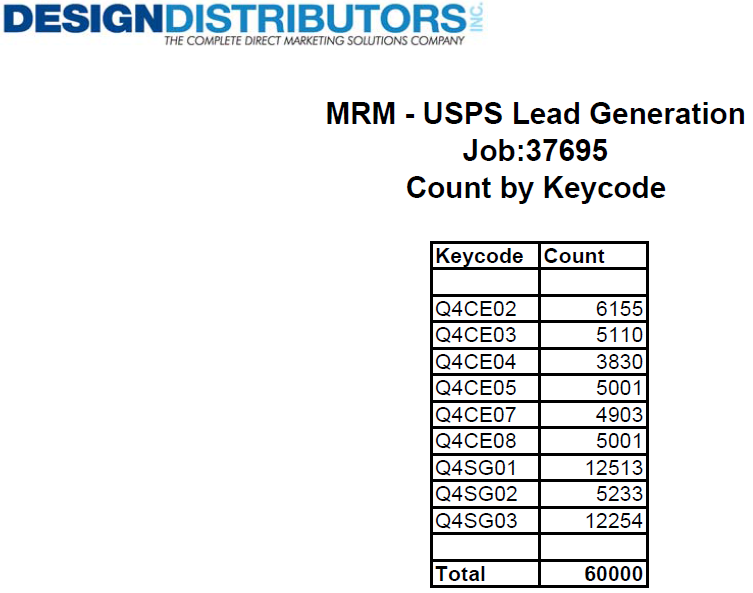 DESIGNDISTRIBUTORS INC.
THE COMPLETE DIRECT MARKETING SOLUTIONS COMPANY
MRM - USPS Lead Generation
Job:37695
Count by Keycode
Keycode Count
Q4CE02 6155
Q4CE03 5110
Q4CE04 3830
Q4CE05 5001
Q4CE07 4903
Q4CE08 5001
Q4SG01 12513
Q4SG02 5233
Q4SG03 12254
Total 60000